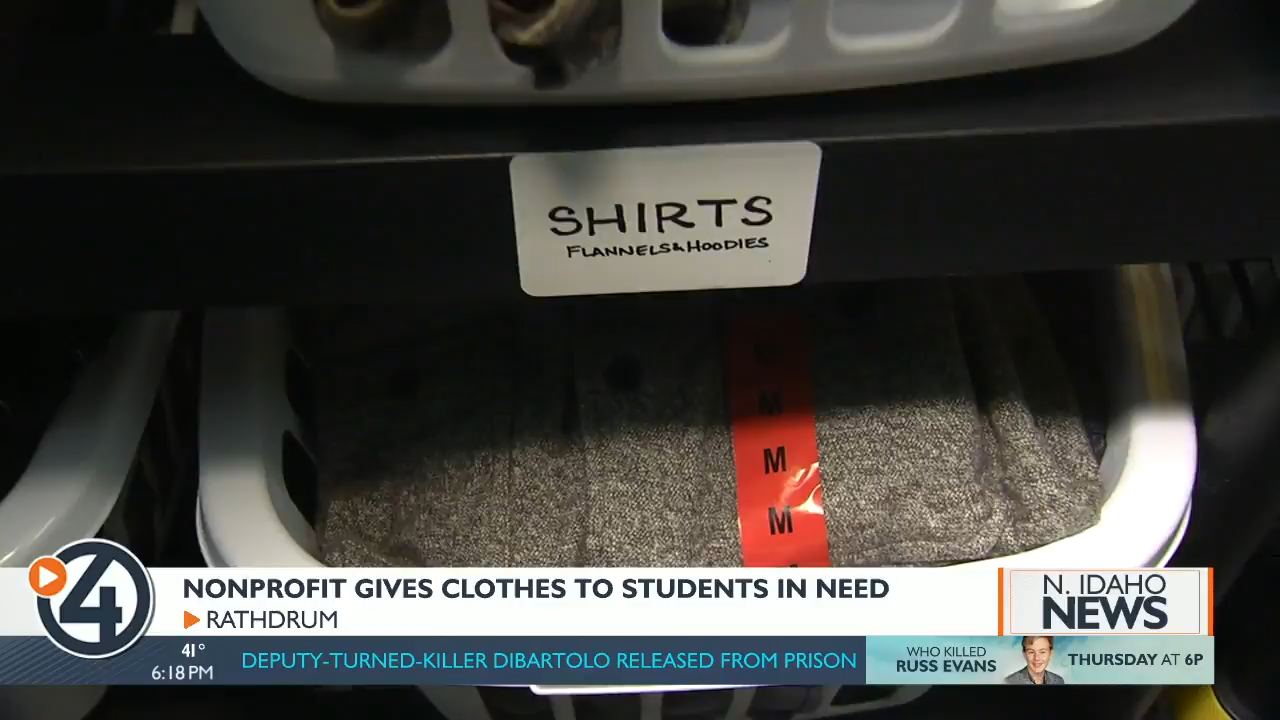 SHIRTS
FLANNELS&HOODIES
M
M
M
4
NONPROFIT GIVES CLOTHES TO STUDENTS IN NEED
RATHDRUM
N. IDAHO
NEWS
41°
6:18 PM
DEPUTY-TURNED-KILLER DIBARTOLO RELEASED FROM PRISON
WHO KILLED
RUSS EVANS
THURSDAY AT 6P